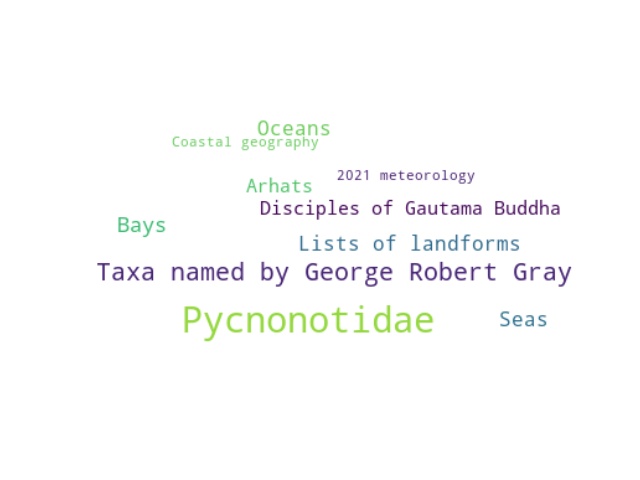 Oceans
Coastal geography
2021 meteorology
Arhats
Disciples of Gautama Buddha
Bays
Lists of landforms
Taxa named by George Robert Gray
Pycnonotidae
Seas